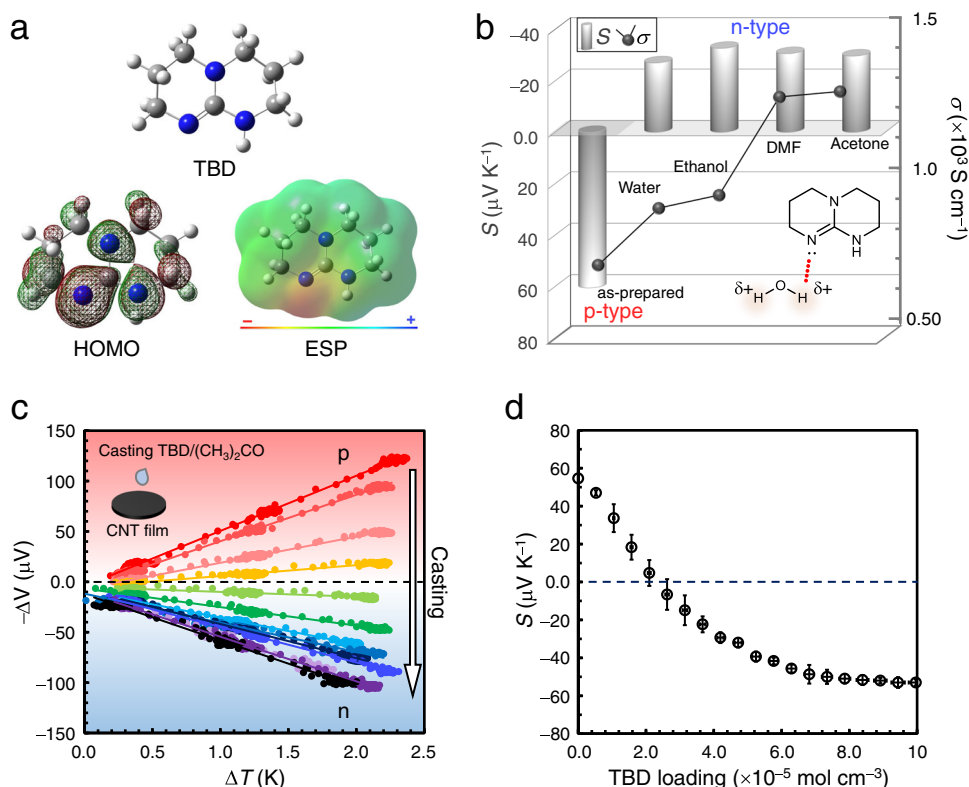 a
TBD
HOMO
ESP
−
+
b
S
σ
n-type
−40
−20
0.0
20
40
60
80
S (μV K⁻¹)
1.5
1.0
0.50
σ (×10³ S cm⁻¹)
as-prepared
Water
Ethanol
DMF
Acetone
p-type
N
N
NH
δ+
H
O
H
δ+
c
Casting TBD/(CH₃)₂CO
CNT film
p
n
Casting
150
100
50
0.0
−50
−100
−150
−ΔV (μV)
0.0
0.5
1.0
1.5
2.0
2.5
ΔT (K)
d
80
60
40
20
0.0
−20
−40
−60
−80
S (μV K⁻¹)
0.0
2.0
4.0
6.0
8.0
10
TBD loading (×10⁻⁵ mol cm⁻³)